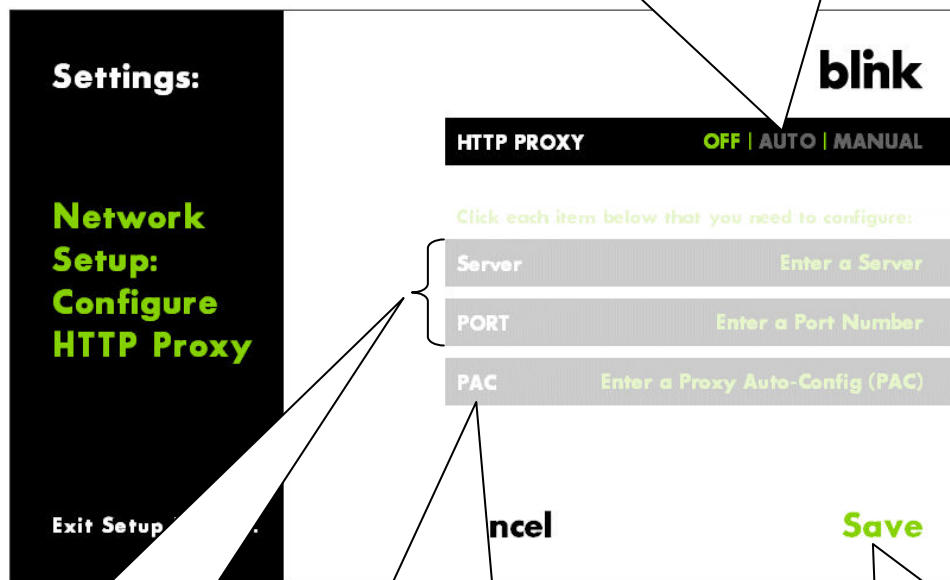 Settings:
blink
HTTP PROXY OFF | AUTO | MANUAL
Network
Setup:
Configure
HTTP Proxy
Click each item below that you need to configure:
Server Enter a Server
PORT Enter a Port Number
PAC Enter a Proxy Auto-Config (PAC)
Exit Setup
ncel
Save